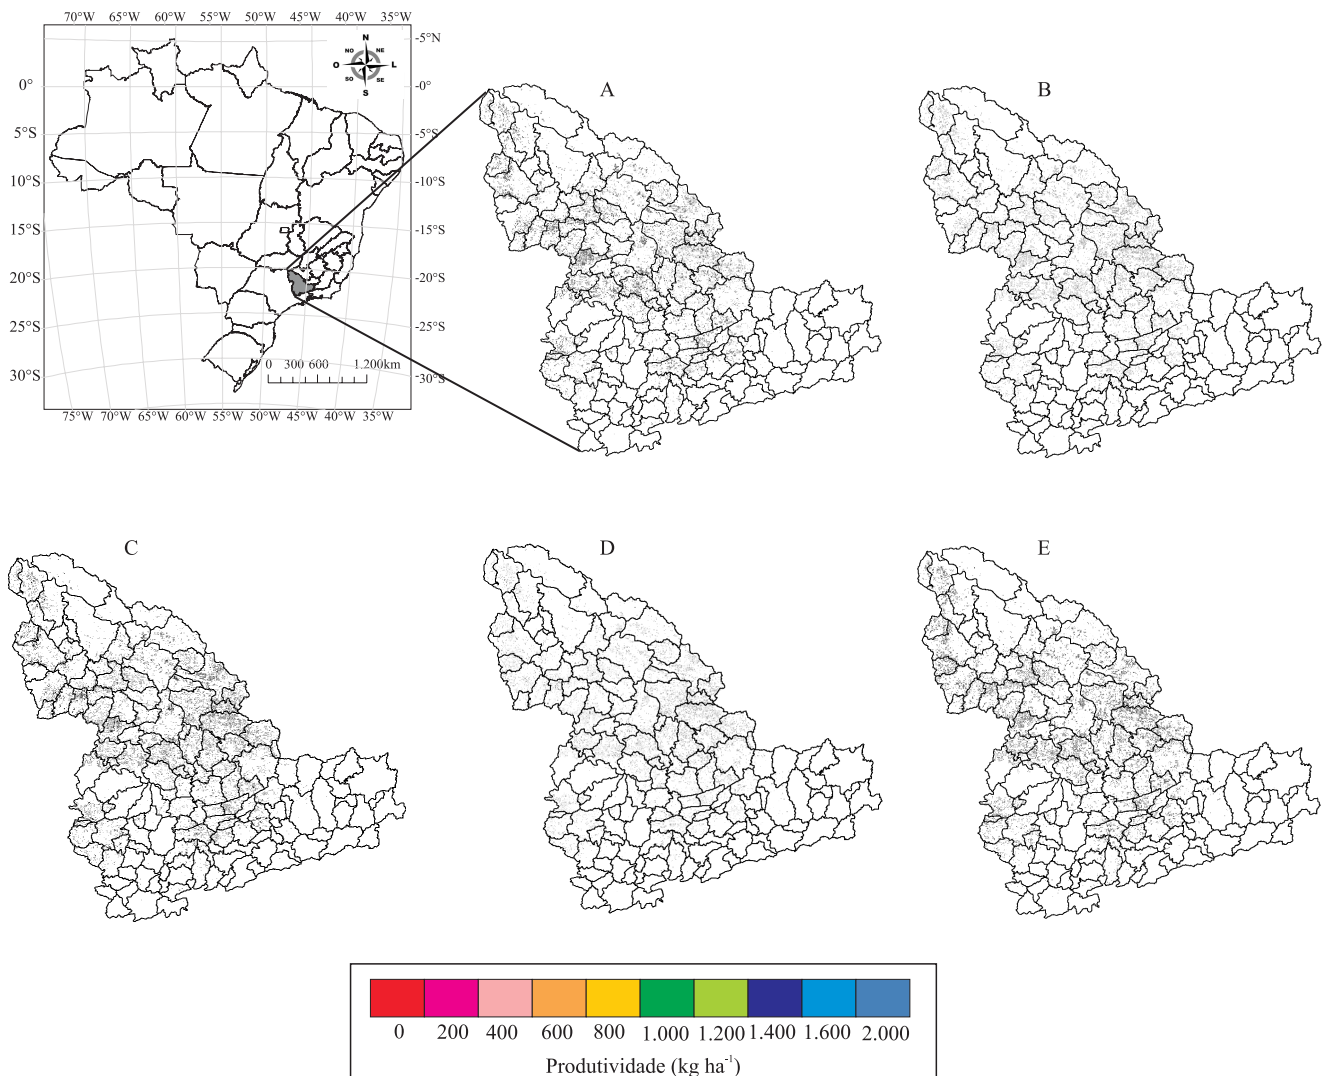 70°W 65°W 60°W 55°W 50°W 45°W 40°W 35°W
N
NO NE
O L
SO SE
S
-5°N
0° -0°
5°S -5°S
10°S -10°S
15°S -15°S
20°S -20°S
25°S -25°S
30°S -30°S
0 300 600 1.200km
75°W 70°W 65°W 60°W 55°W 50°W 45°W 40°W 35°W
A
B
C
D
E
0 200 400 600 800 1.000 1.200 1.400 1.600 2.000
Produtividade (kg ha-1)